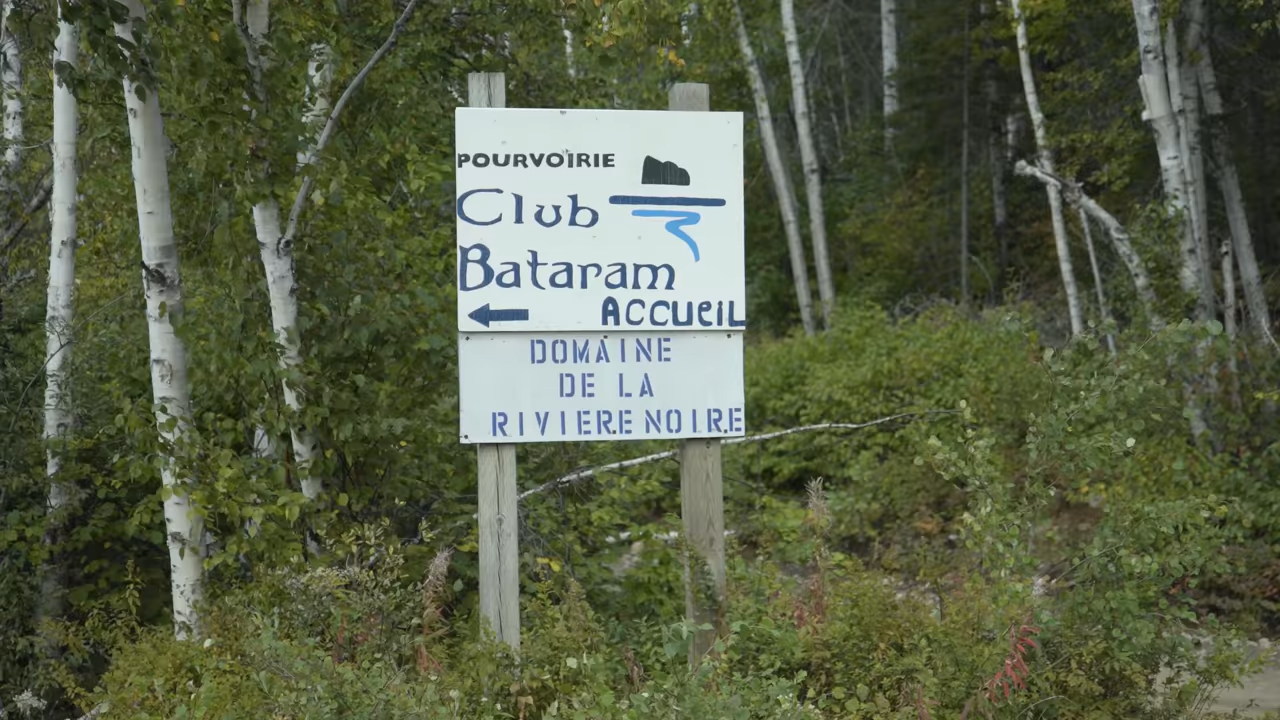 POURVOIRIE
Club
Bataram
ACCUEIL
DOMAINE
DE LA
RIVIERE NOIRE